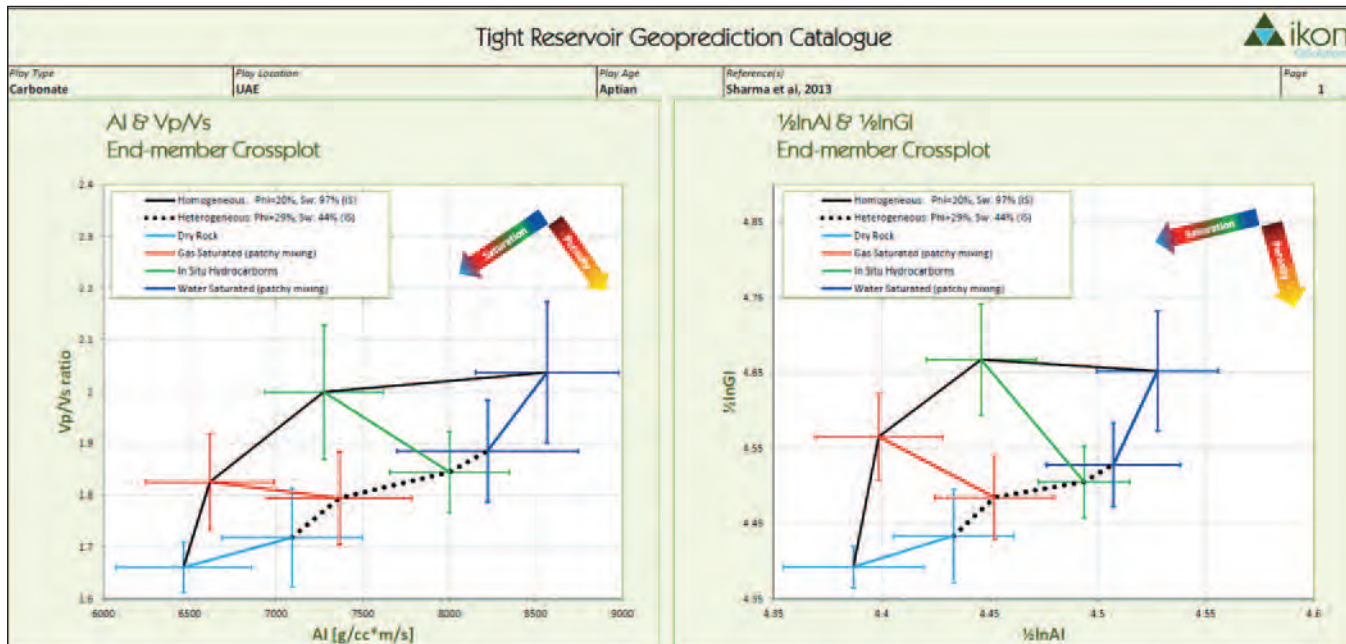 Tight Reservoir Geoprediction Catalogue
ikon
Play Type
Play Location
Play Age
Reference(s)
Page
Carbonate
UAE
Aptian
Sharma et al, 2013
1
AI & Vp/Vs
End-member Crossplot
2.4
2.3
2.2
2.1
2
1.9
1.8
1.7
1.6
Vp/Vs ratio
Homogeneous: Phi=20%, Sw: 97% (IS)
Heterogeneous: Phi=29%, Sw: 44% (IS)
Dry Rock
Gas Saturated (patchy mixing)
In Situ Hydrocarbons
Water Saturated (patchy mixing)
Saturation
Porosity
6000
6500
7000
7500
8000
8500
9000
AI [g/cc*m/s]
½lnAI & ½lnGI
End-member Crossplot
4.85
4.76
4.65
4.55
4.45
4.35
½lnGI
Homogeneous: Phi=20%, Sw: 97% (IS)
Heterogeneous: Phi=29%, Sw: 44% (IS)
Dry Rock
Gas Saturated (patchy mixing)
In Situ Hydrocarbons
Water Saturated (patchy mixing)
Saturation
Porosity
4.35
4.4
4.45
4.5
4.55
4.6
½lnAI